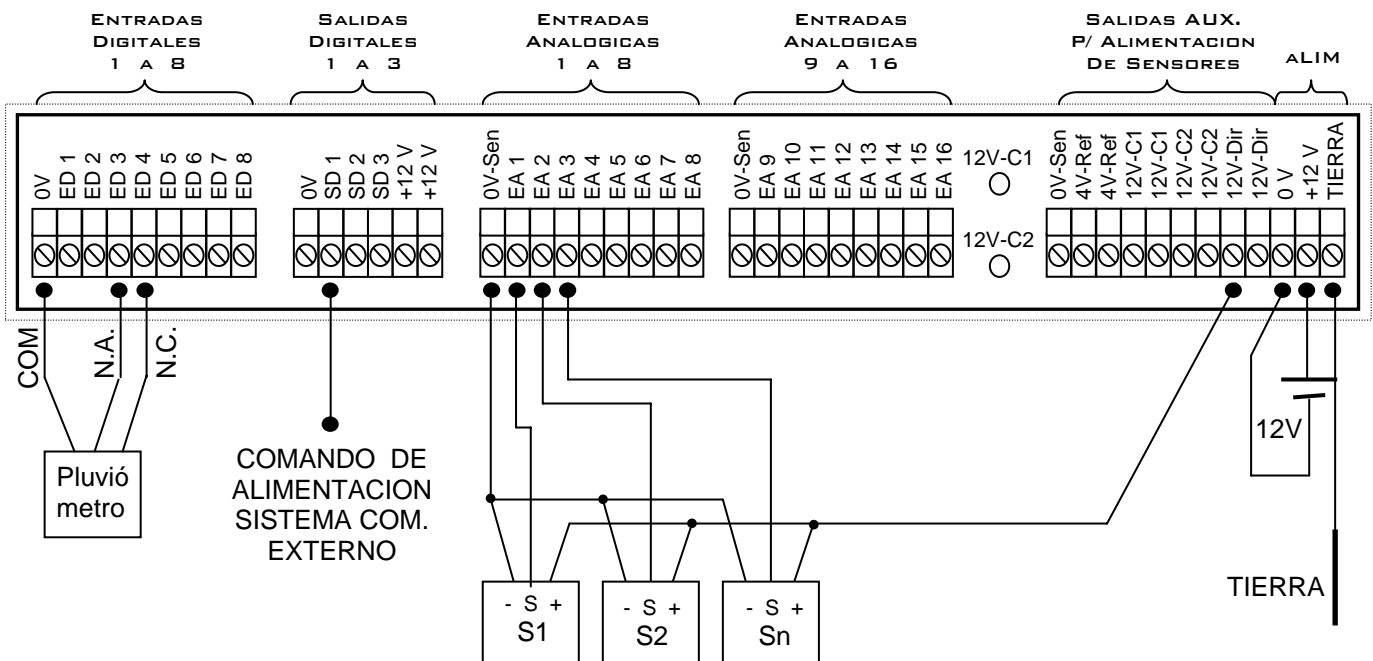 ENTRADAS
DIGITALES
1 A 8
SALIDAS
DIGITALES
1 A 3
ENTRADAS
ANALOGICAS
1 A 8
ENTRADAS
ANALOGICAS
9 A 16
SALIDAS AUX.
P/ ALIMENTACION
DE SENSORES
aLIM
0V
ED 1
ED 2
ED 3
ED 4
ED 5
ED 6
ED 7
ED 8
0V
SD 1
SD 2
SD 3
+12 V
+12 V
0V-Sen
EA 1
EA 2
EA 3
EA 4
EA 5
EA 6
EA 7
EA 8
0V-Sen
EA 9
EA 10
EA 11
EA 12
EA 13
EA 14
EA 15
EA 16
12V-C1
12V-C2
0V-Sen
4V-Ref
4V-Ref
12V-C1
12V-C1
12V-C2
12V-C2
12V-Dir
12V-Dir
0 V
+12 V
TIERRA
COM
N.A.
N.C.
Pluvió
metro
COMANDO DE
ALIMENTACION
SISTEMA COM.
EXTERNO
- S +
S1
- S +
S2
- S +
Sn
12V
TIERRA